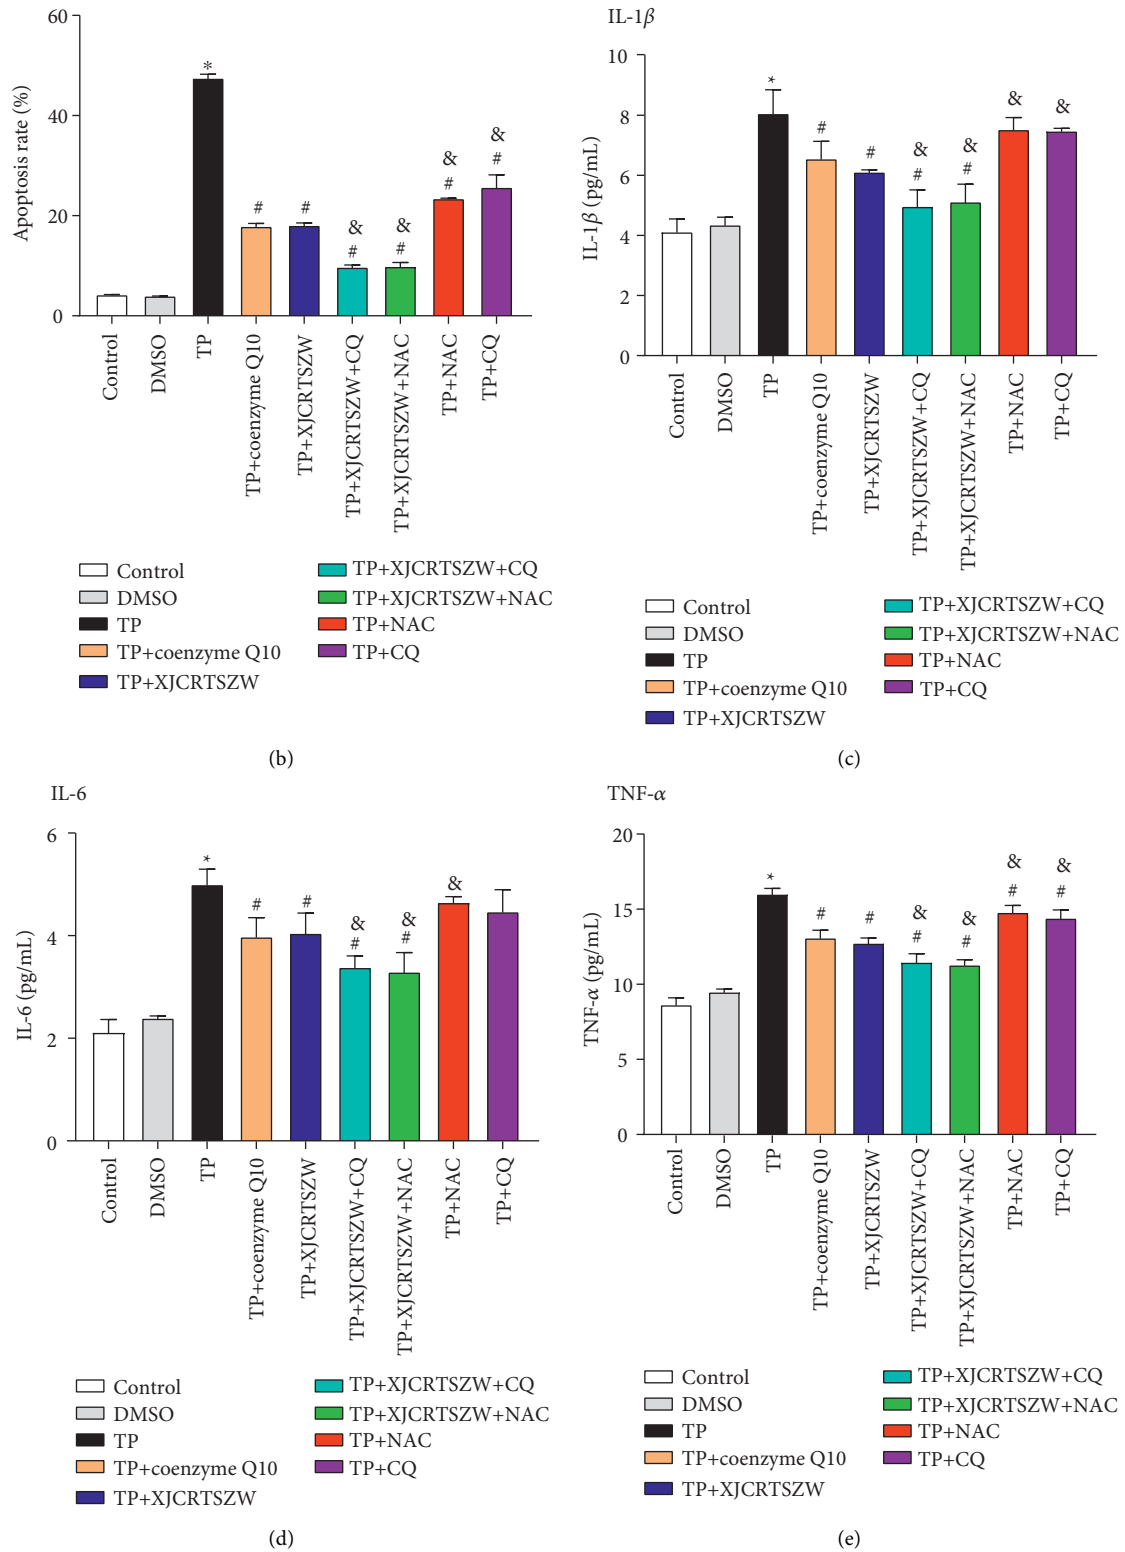 60
40
20
0
Apoptosis rate (%)
*
#
#
&
#
&
#
&
#
&
#
Control
DMSO
TP
TP+coenzyme Q10
TP+XJCRTSZW
TP+XJCRTSZW+CQ
TP+XJCRTSZW+NAC
TP+NAC
TP+CQ
Control
DMSO
TP
TP+coenzyme Q10
TP+XJCRTSZW
TP+XJCRTSZW+CQ
TP+XJCRTSZW+NAC
TP+NAC
TP+CQ
(b)
IL-1β
10
8
6
4
2
0
IL-1β (pg/mL)
*
#
#
&
#
&
#
&
&
Control
DMSO
TP
TP+coenzyme Q10
TP+XJCRTSZW
TP+XJCRTSZW+CQ
TP+XJCRTSZW+NAC
TP+NAC
TP+CQ
Control
DMSO
TP
TP+coenzyme Q10
TP+XJCRTSZW
TP+XJCRTSZW+CQ
TP+XJCRTSZW+NAC
TP+NAC
TP+CQ
(c)
IL-6
6
4
2
0
IL-6 (pg/mL)
*
#
#
&
#
&
#
&
Control
DMSO
TP
TP+coenzyme Q10
TP+XJCRTSZW
TP+XJCRTSZW+CQ
TP+XJCRTSZW+NAC
TP+NAC
TP+CQ
Control
DMSO
TP
TP+coenzyme Q10
TP+XJCRTSZW
TP+XJCRTSZW+CQ
TP+XJCRTSZW+NAC
TP+NAC
TP+CQ
(d)
TNF-α
20
15
10
5
0
TNF-α (pg/mL)
*
#
#
&
#
&
#
&
#
&
#
Control
DMSO
TP
TP+coenzyme Q10
TP+XJCRTSZW
TP+XJCRTSZW+CQ
TP+XJCRTSZW+NAC
TP+NAC
TP+CQ
Control
DMSO
TP
TP+coenzyme Q10
TP+XJCRTSZW
TP+XJCRTSZW+CQ
TP+XJCRTSZW+NAC
TP+NAC
TP+CQ
(e)